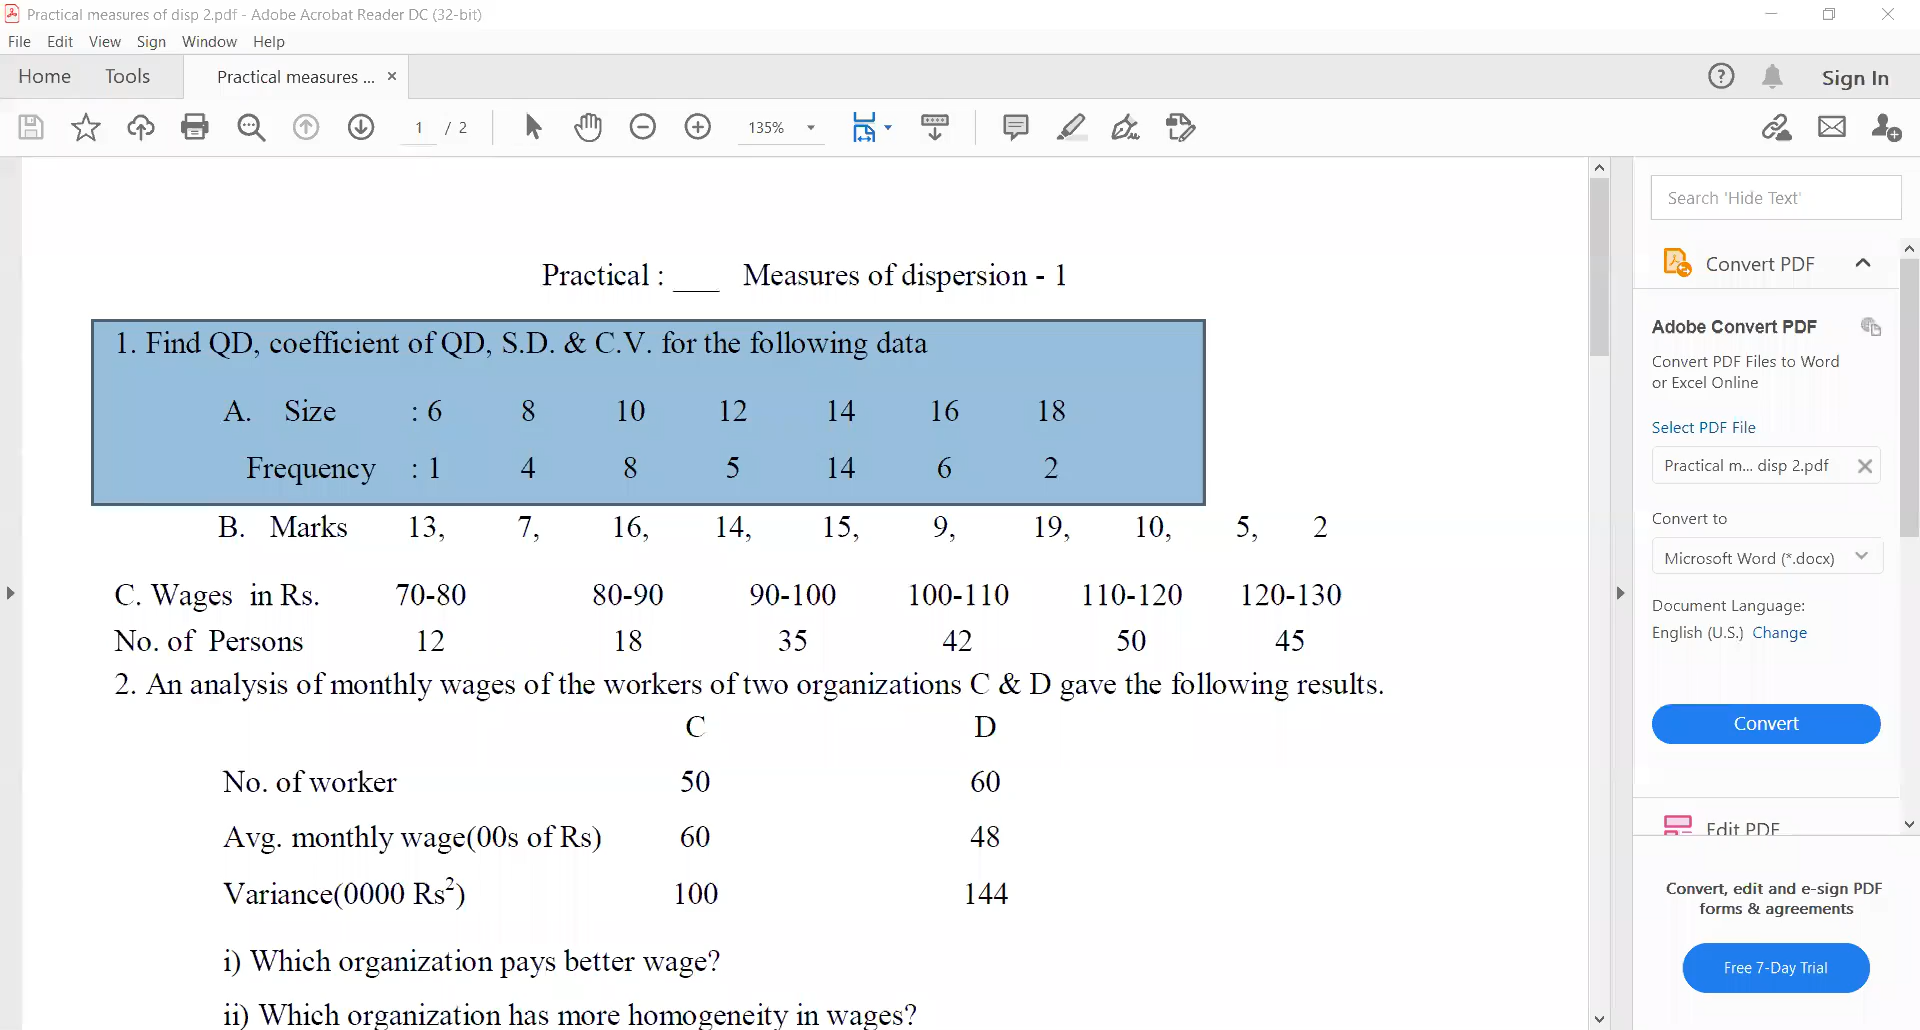 Practical measures of disp 2.pdf - Adobe Acrobat Reader DC (32-bit)
File Edit View Sign Window Help
Home Tools Practical measures ... × Sign In
1 / 2 135%
Search 'Hide Text'
Convert PDF
Adobe Convert PDF
Convert PDF Files to Word
or Excel Online
Select PDF File
Practical m... disp 2.pdf
Convert to
Microsoft Word (*.docx)
Document Language:
English (U.S.) Change
Convert
Edit PDF
Convert, edit and e-sign PDF
forms & agreements
Free 7-Day Trial
Practical : ___ Measures of dispersion - 1
1. Find QD, coefficient of QD, S.D. & C.V. for the following data
A. Size : 6 8 10 12 14 16 18
Frequency : 1 4 8 5 14 6 2
B. Marks 13, 7, 16, 14, 15, 9, 19, 10, 5, 2
C. Wages in Rs. 70-80 80-90 90-100 100-110 110-120 120-130
No. of Persons 12 18 35 42 50 45
2. An analysis of monthly wages of the workers of two organizations C & D gave the following results.
C D
No. of worker 50 60
Avg. monthly wage(00s of Rs) 60 48
Variance(0000 Rs²) 100 144
i) Which organization pays better wage?
ii) Which organization has more homogeneity in wages?